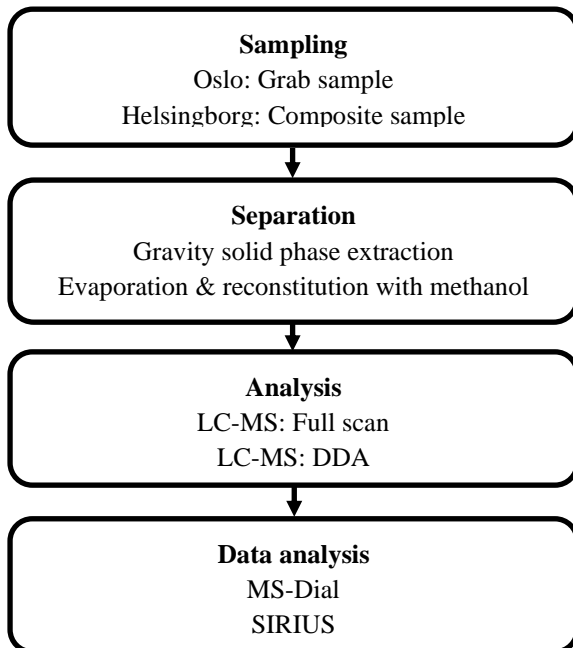 Sampling
Oslo: Grab sample
Helsingborg: Composite sample
Separation
Gravity solid phase extraction
Evaporation & reconstitution with methanol
Analysis
LC-MS: Full scan
LC-MS: DDA
Data analysis
MS-Dial
SIRIUS